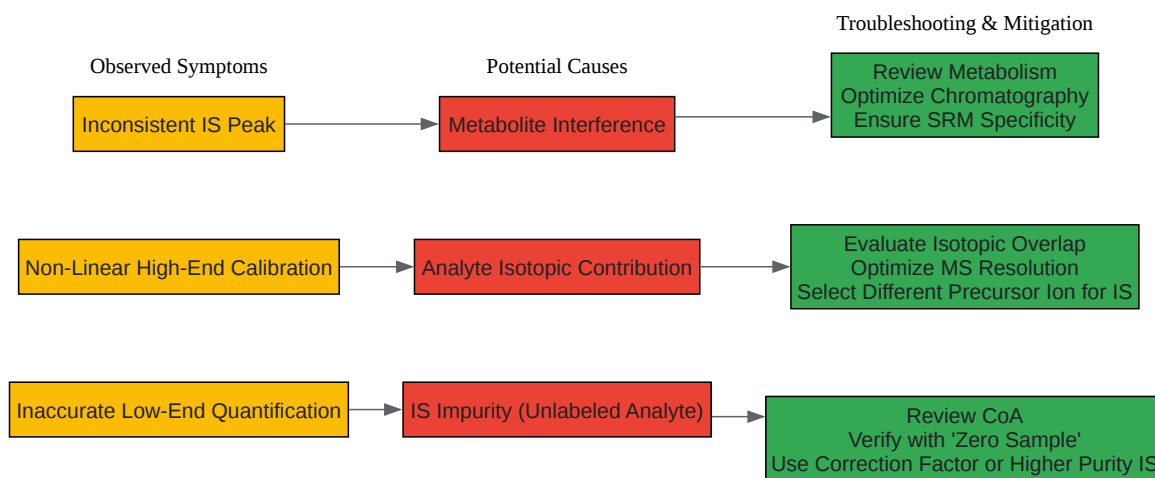 Troubleshooting & Mitigation
Observed Symptoms
Potential Causes
Inconsistent IS Peak
Metabolite Interference
Review Metabolism
Optimize Chromatography
Ensure SRM Specificity
Non-Linear High-End Calibration
Analyte Isotopic Contribution
Evaluate Isotopic Overlap
Optimize MS Resolution
Select Different Precursor Ion for IS
Inaccurate Low-End Quantification
IS Impurity (Unlabeled Analyte)
Review CoA
Verify with 'Zero Sample'
Use Correction Factor or Higher Purity IS